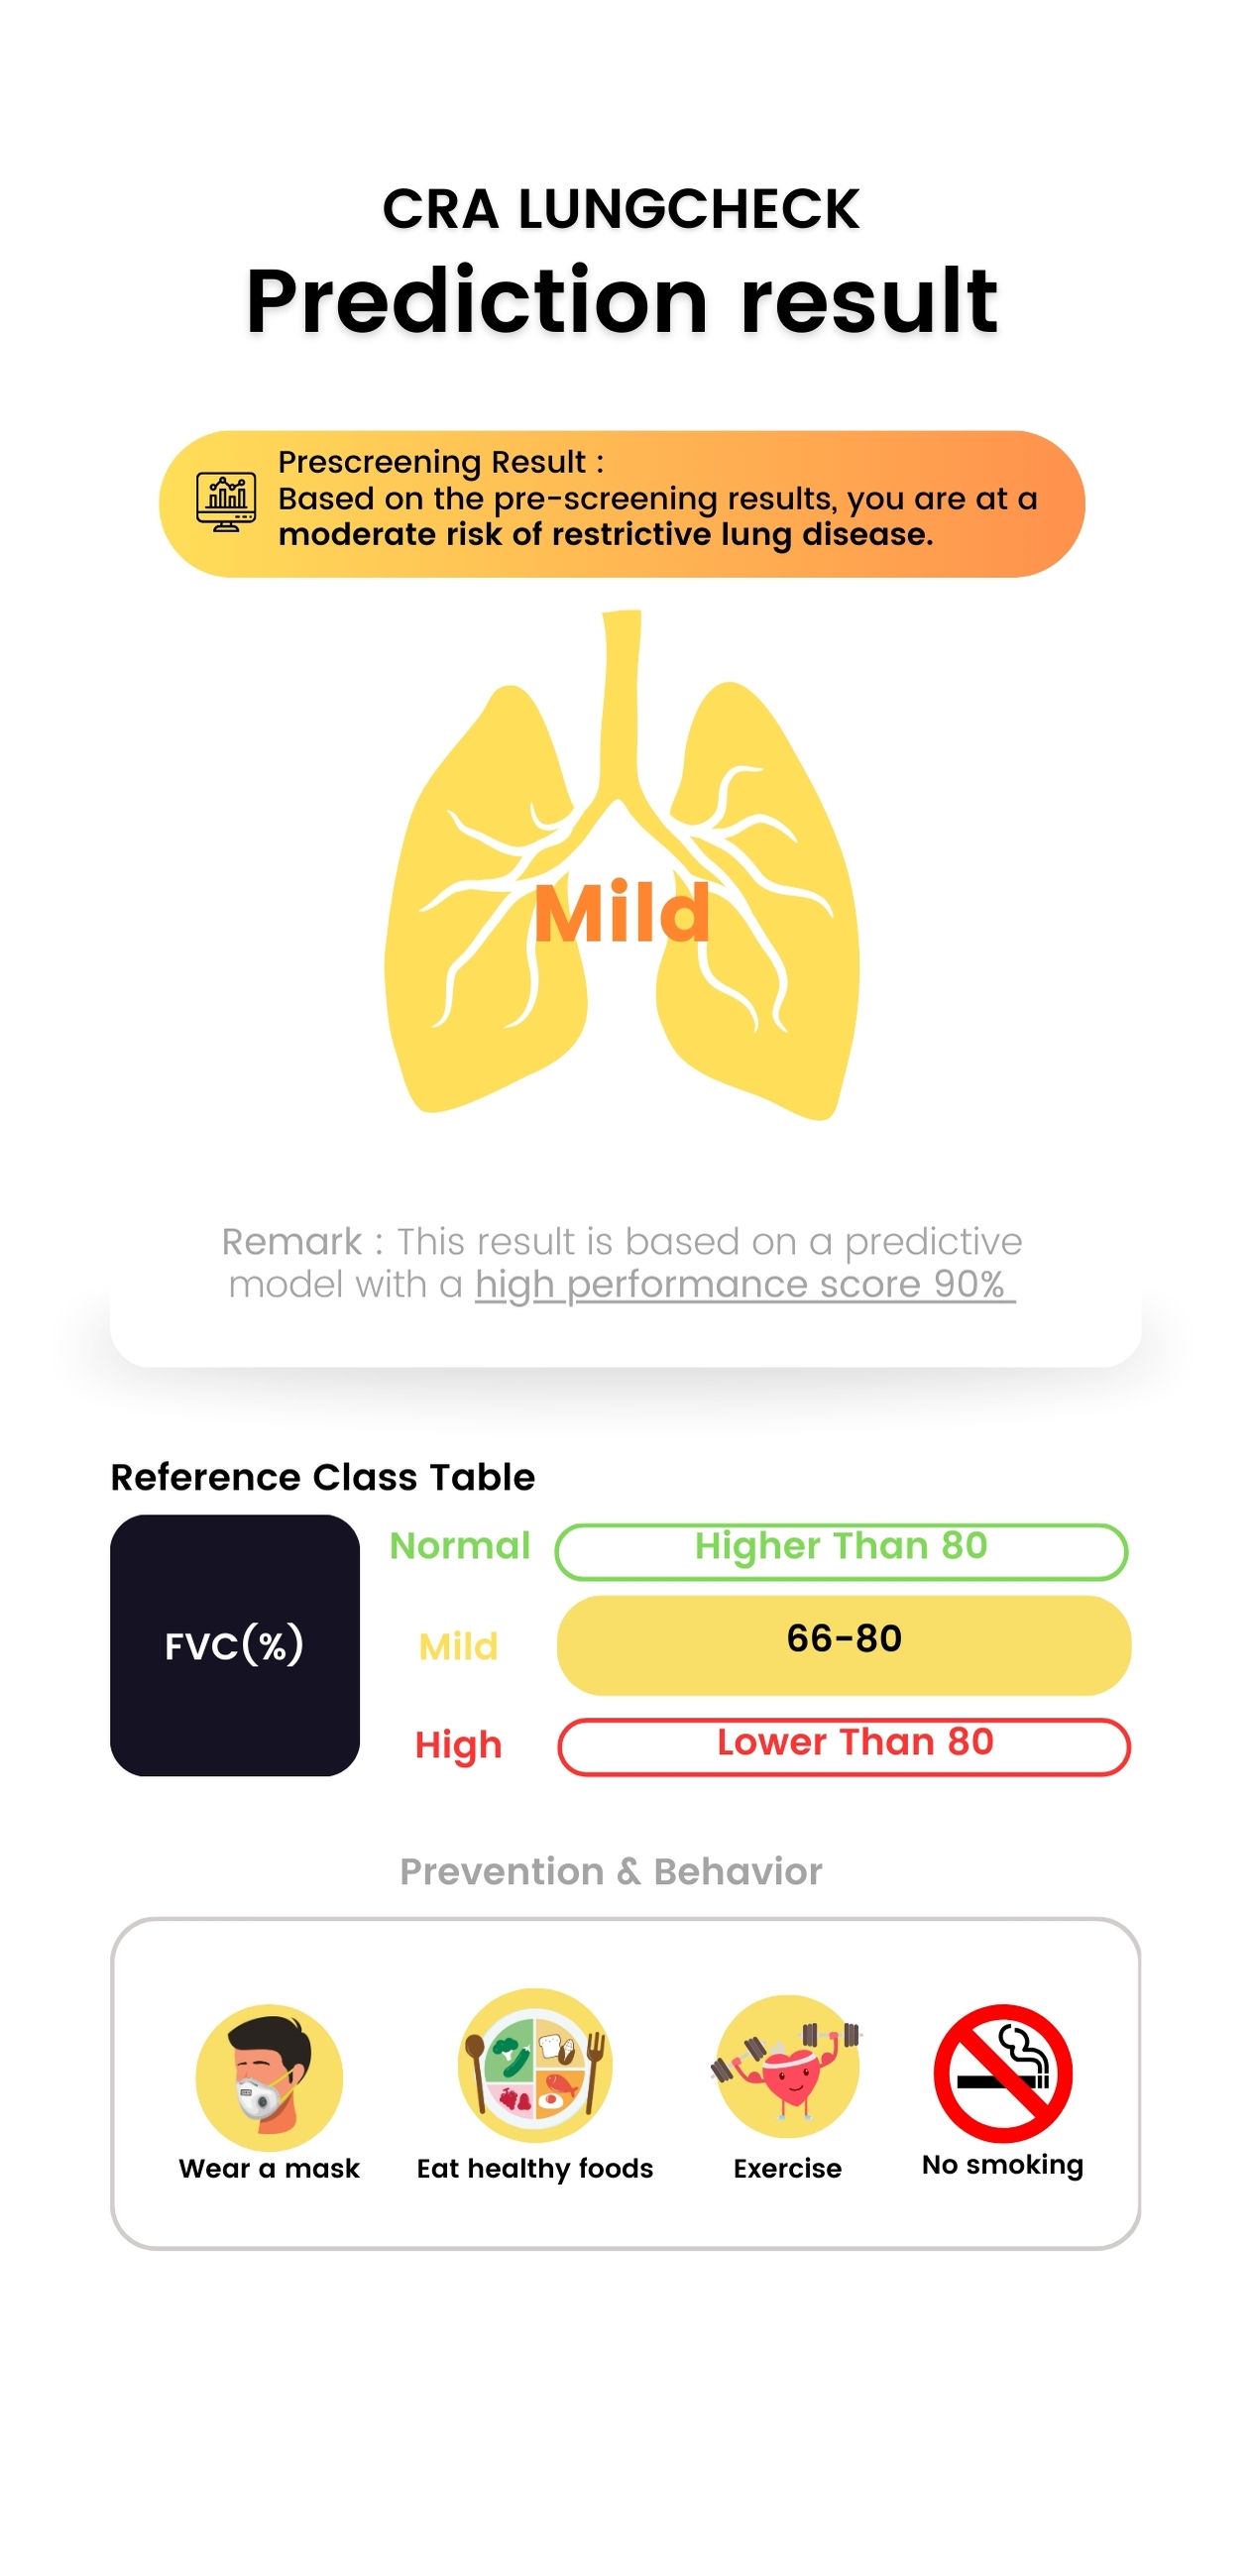 CRA LUNGCHECK
Prediction result
Prescreening Result :
Based on the pre-screening results, you are at a
moderate risk of restrictive lung disease.
Mild
Remark : This result is based on a predictive
model with a high performance score 90%
Reference Class Table
FVC(%)
Normal
Higher Than 80
Mild
66-80
High
Lower Than 80
Prevention & Behavior
Wear a mask
Eat healthy foods
Exercise
No smoking